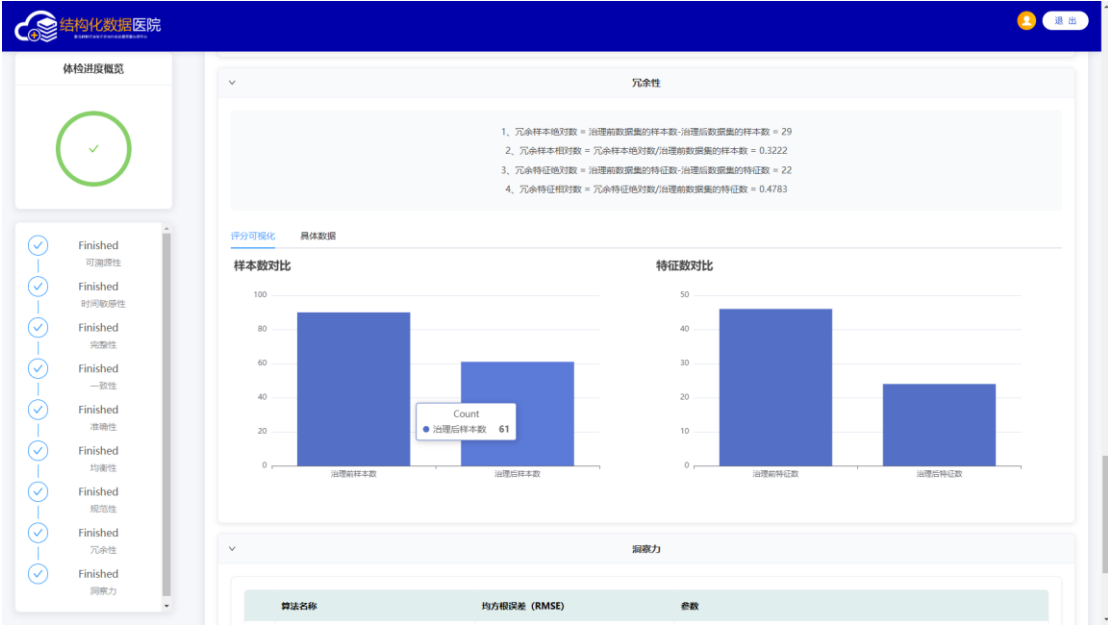 结构化数据医院
退 出
体检进度概览
Finished
可溯源性
Finished
时间敏感性
Finished
完整性
Finished
一致性
Finished
准确性
Finished
均衡性
Finished
规范性
Finished
冗余性
Finished
洞察力
冗余性
1、冗余样本绝对数 = 治理前数据集的样本数-治理后数据集的样本数 = 29
2、冗余样本相对数 = 冗余样本绝对数/治理前数据集的样本数 = 0.3222
3、冗余特征绝对数 = 治理前数据集的特征数-治理后数据集的特征数 = 22
4、冗余特征相对数 = 冗余特征绝对数/治理前数据集的特征数 = 0.4783
评分可视化 具体数据
样本数对比
100
80
60
40
20
0
治理前样本数 治理后样本数
Count
治理后样本数 61
特征数对比
50
40
30
20
10
0
治理前特征数 治理后特征数
洞察力
算法名称 均方根误差（RMSE） 参数